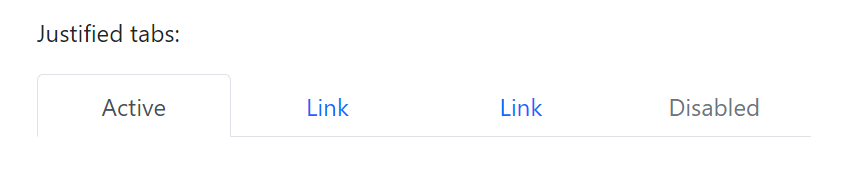 Justified tabs:
Active Link Link Disabled